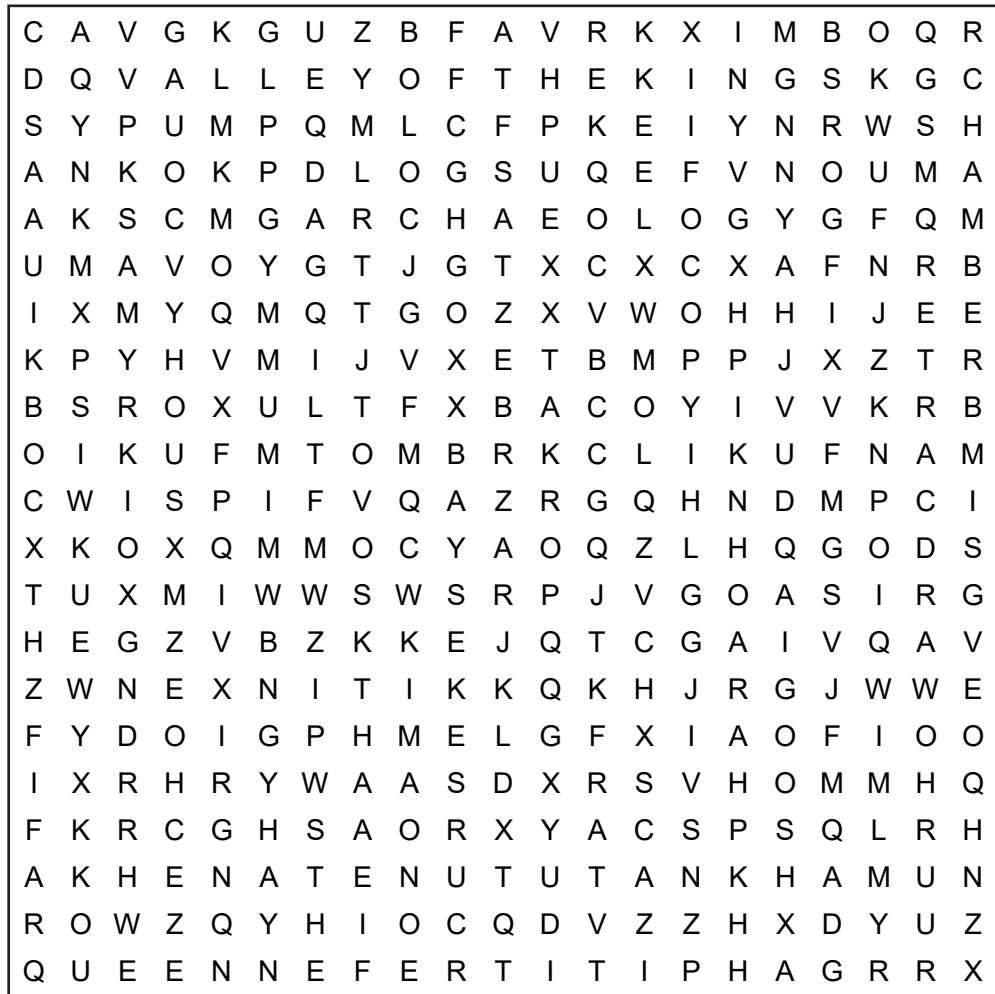 C A V G K G U Z B F A V R K X I M B O Q R
D Q V A L L E Y O F T H E K I N G S K G C
S Y P U M P Q M L C F P K E I Y N R W S H
A N K O K P D L O G S U Q E F V N O U M A
A K S C M G A R C H A E O L O G Y G F Q M
U M A V O Y G T J G T X C X C X A F N R B
I X M Y Q M Q T G O Z X V W O H H I J E E
K P Y H V M I J V X E T B M P P J X Z T R
B S R O X U L T F X B A C O Y I V V K R B
O I K U F M T O M B R K C L I K U F N A M
C W I S P I F V Q A Z R G Q H N D M P C I
X K O X Q M M O C Y A O Q Z L H Q G O D S
T U X M I W W S W S R P J V G O A S I R G
H E G Z V B Z K K E J Q T C G A I V Q A V
Z W N E X N I T I K K Q K H J R G J W W E
F Y D O I G P H M E L G F X I A O F I O O
I X R H R Y W A A S D X R S V H O M M H Q
F K R C G H S A O R X Y A C S P S Q L R H
A K H E N A T E N U T U T A N K H A M U N
R O W Z Q Y H I O C Q D V Z Z H X D Y U Z
Q U E E N N E F E R T I T I P H A G R R X